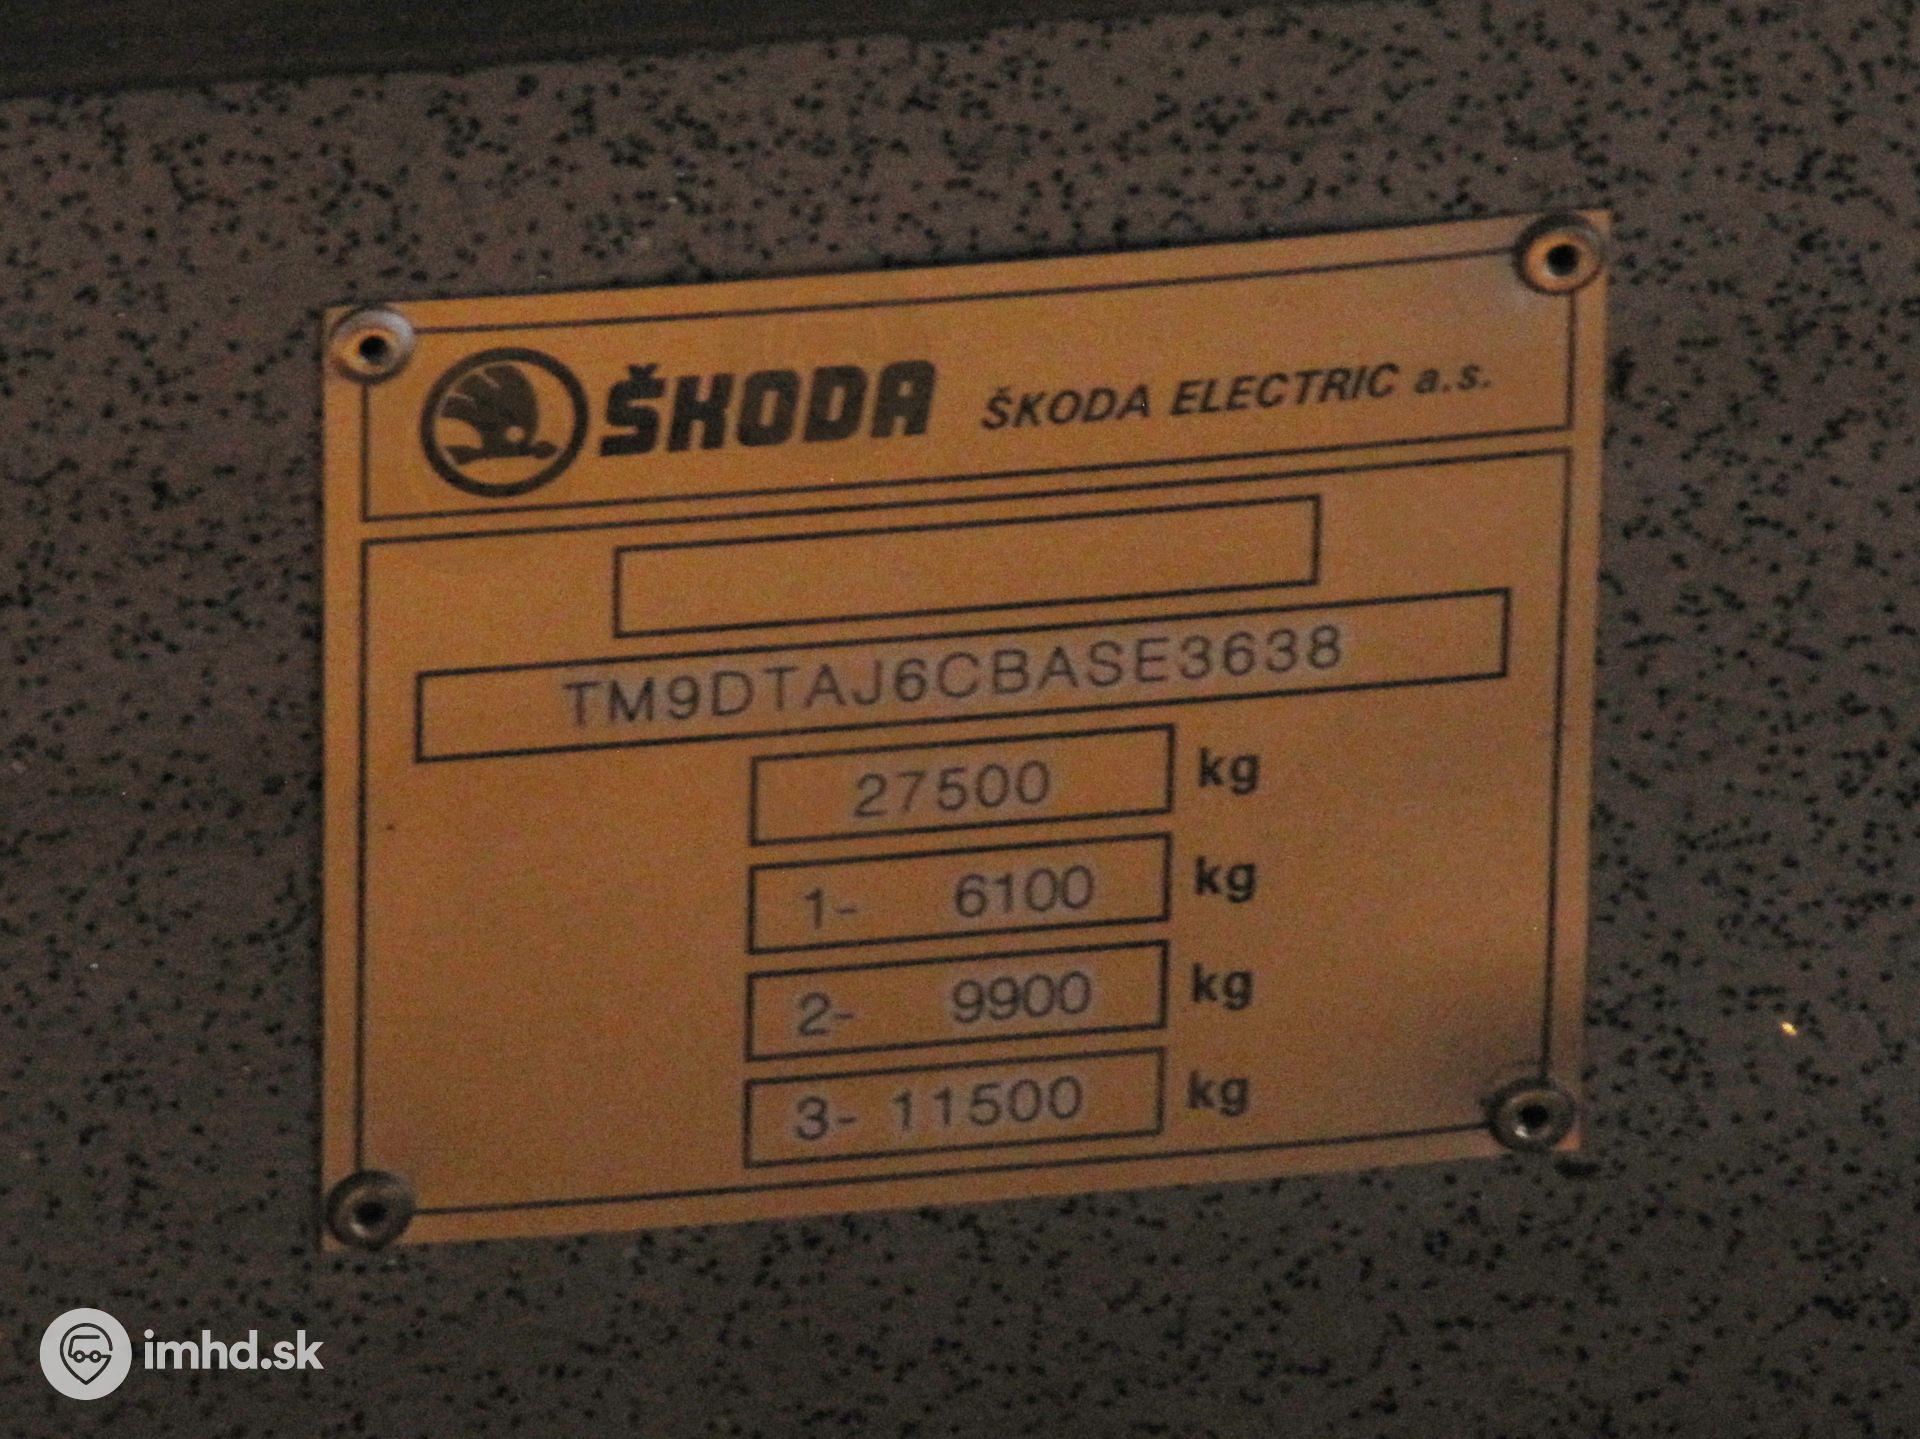 ŠKODA ŠKODA ELECTRIC a.s.
TM9DTAJ6CBASE3638
27500 kg
1- 6100 kg
2- 9900 kg
3- 11500 kg
imhd.sk